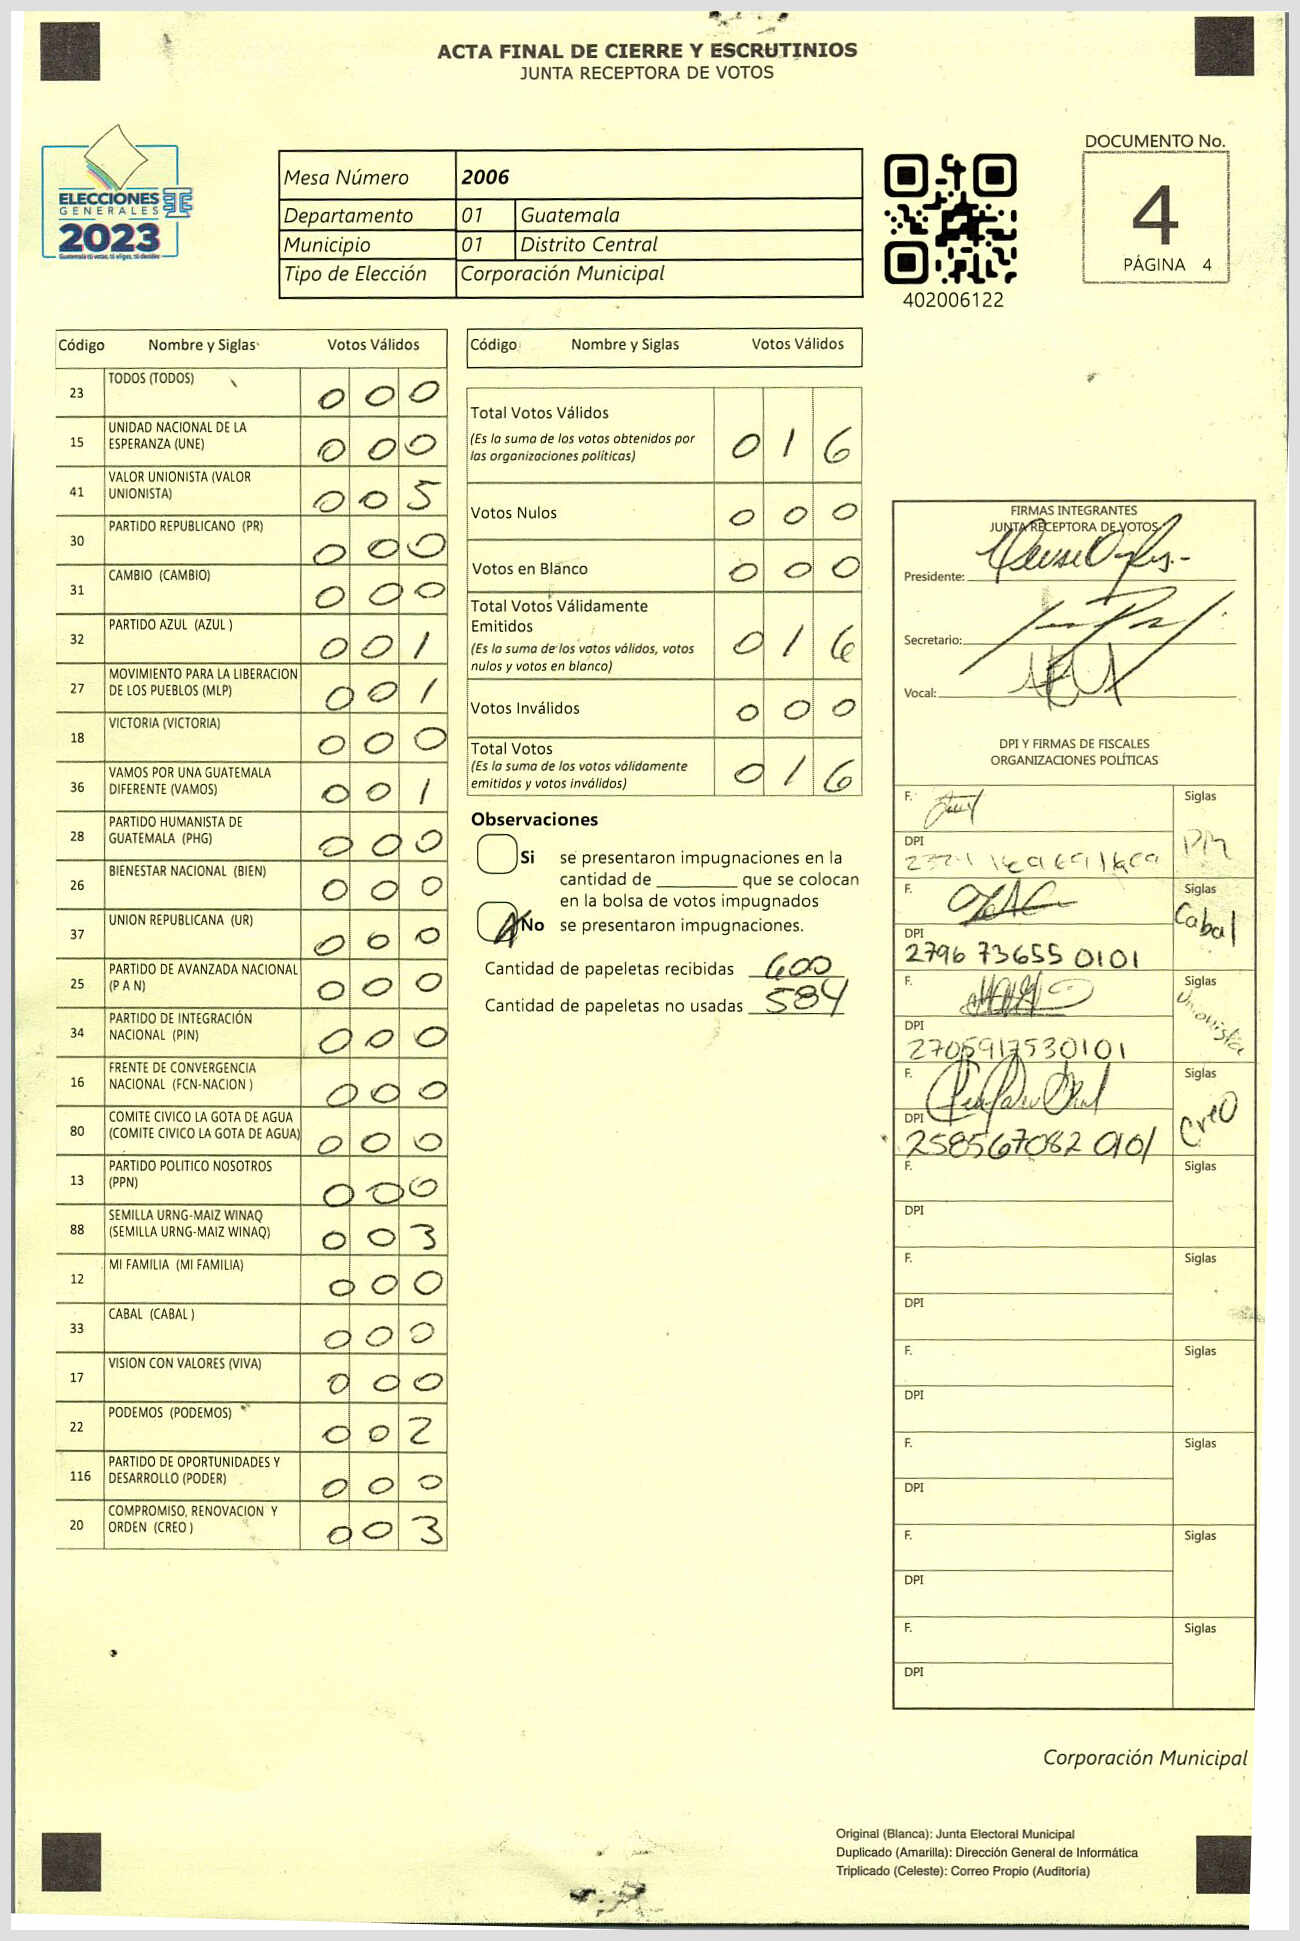 ACTA FINAL DE CIERRE Y ESCRUTINIOS
JUNTA RECEPTORA DE VOTOS
ELECCIONES
GENERALES
2023
Guatemala tú votas, tú eliges, tú decides
Mesa Número 2006
Departamento 01 Guatemala
Municipio 01 Distrito Central
Tipo de Elección Corporación Municipal
402006122
DOCUMENTO No.
4
PÁGINA 4
Código Nombre y Siglas Votos Válidos
23 TODOS (TODOS) 0 0 0
15 UNIDAD NACIONAL DE LA
ESPERANZA (UNE) 0 0 0
41 VALOR UNIONISTA (VALOR
UNIONISTA) 0 0 5
30 PARTIDO REPUBLICANO (PR) 0 0 0
31 CAMBIO (CAMBIO) 0 0 0
32 PARTIDO AZUL (AZUL ) 0 0 1
27 MOVIMIENTO PARA LA LIBERACION
DE LOS PUEBLOS (MLP) 0 0 1
18 VICTORIA (VICTORIA) 0 0 0
36 VAMOS POR UNA GUATEMALA
DIFERENTE (VAMOS) 0 0 1
28 PARTIDO HUMANISTA DE
GUATEMALA (PHG) 0 0 0
26 BIENESTAR NACIONAL (BIEN) 0 0 0
37 UNION REPUBLICANA (UR) 0 0 0
25 PARTIDO DE AVANZADA NACIONAL
(P A N) 0 0 0
34 PARTIDO DE INTEGRACIÓN
NACIONAL (PIN) 0 0 0
16 FRENTE DE CONVERGENCIA
NACIONAL (FCN-NACION ) 0 0 0
80 COMITE CIVICO LA GOTA DE AGUA
(COMITE CIVICO LA GOTA DE AGUA) 0 0 0
13 PARTIDO POLITICO NOSOTROS
(PPN) 0 0 0
88 SEMILLA URNG-MAIZ WINAQ
(SEMILLA URNG-MAIZ WINAQ) 0 0 3
12 MI FAMILIA (MI FAMILIA) 0 0 0
33 CABAL (CABAL ) 0 0 0
17 VISION CON VALORES (VIVA) 0 0 0
22 PODEMOS (PODEMOS) 0 0 2
116 PARTIDO DE OPORTUNIDADES Y
DESARROLLO (PODER) 0 0 0
20 COMPROMISO, RENOVACION Y
ORDEN (CREO ) 0 0 3
Código Nombre y Siglas Votos Válidos
Total Votos Válidos
(Es la suma de los votos obtenidos por
las organizaciones políticas) 0 1 6
Votos Nulos 0 0 0
Votos en Blanco 0 0 0
Total Votos Válidamente
Emitidos
(Es la suma de los votos válidos, votos
nulos y votos en blanco) 0 1 6
Votos Inválidos 0 0 0
Total Votos
(Es la suma de los votos válidamente
emitidos y votos inválidos) 0 1 6
Observaciones
Si se presentaron impugnaciones en la
cantidad de ________ que se colocan
en la bolsa de votos impugnados
No se presentaron impugnaciones.
Cantidad de papeletas recibidas 600
Cantidad de papeletas no usadas 584
FIRMAS INTEGRANTES
JUNTA RECEPTORA DE VOTOS
Presidente:
Secretario:
Vocal:
DPI Y FIRMAS DE FISCALES
ORGANIZACIONES POLÍTICAS
F. Siglas
DPI
F. Siglas
Cabal
DPI
2796 73655 0101
F. Siglas
Unionista
DPI
2705917530101
F. Siglas
CreO
DPI
258567082 0101
F. Siglas
DPI
F. Siglas
DPI
F. Siglas
DPI
F. Siglas
DPI
F. Siglas
DPI
F. Siglas
DPI
Corporación Municipal
Original (Blanca): Junta Electoral Municipal
Duplicado (Amarilla): Dirección General de Informática
Triplicado (Celeste): Correo Propio (Auditoría)